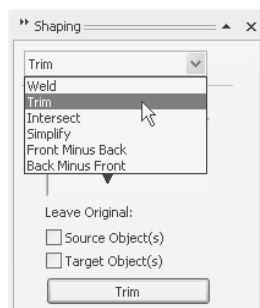 Shaping
Trim
Weld
Trim
Intersect
Simplify
Front Minus Back
Back Minus Front
Leave Original:
Source Object(s)
Target Object(s)
Trim